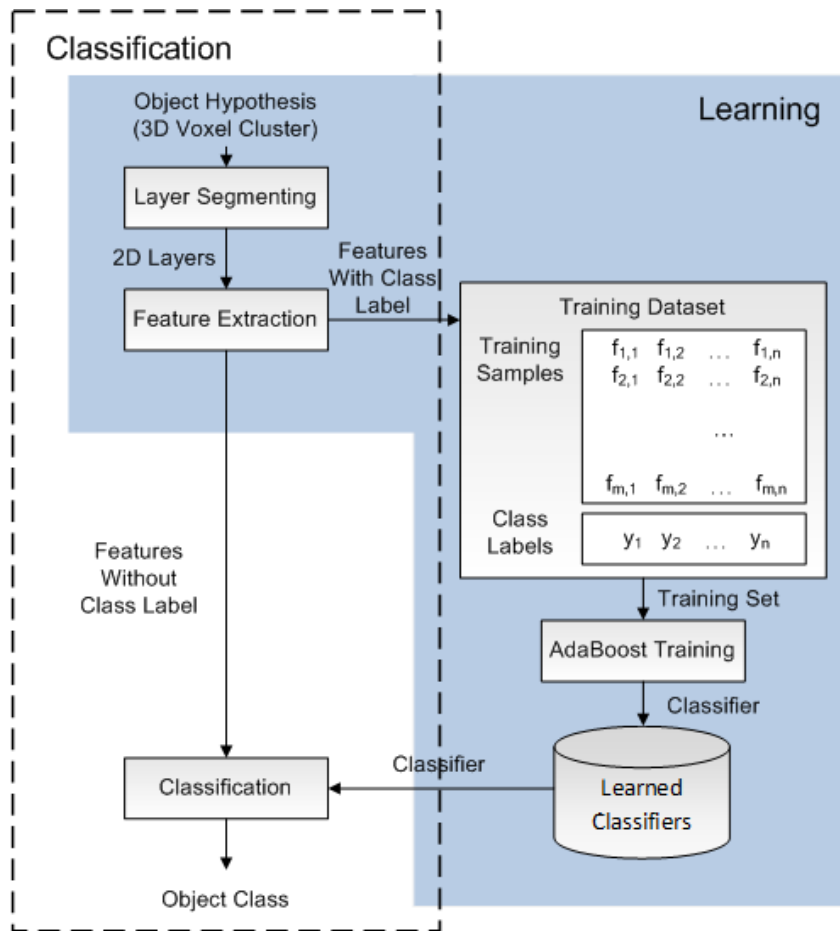 Classification
Learning
Object Hypothesis
(3D Voxel Cluster)
Layer Segmenting
2D Layers
Features
With Class
Label
Feature Extraction
Training Dataset
Training
Samples
f1,1 f1,2 … f1,n
f2,1 f2,2 … f2,n
…
fm,1 fm,2 … fm,n
Class
Labels
y1 y2 … yn
Features
Without
Class Label
Training Set
AdaBoost Training
Classifier
Classifier
Learned
Classifiers
Classification
Object Class